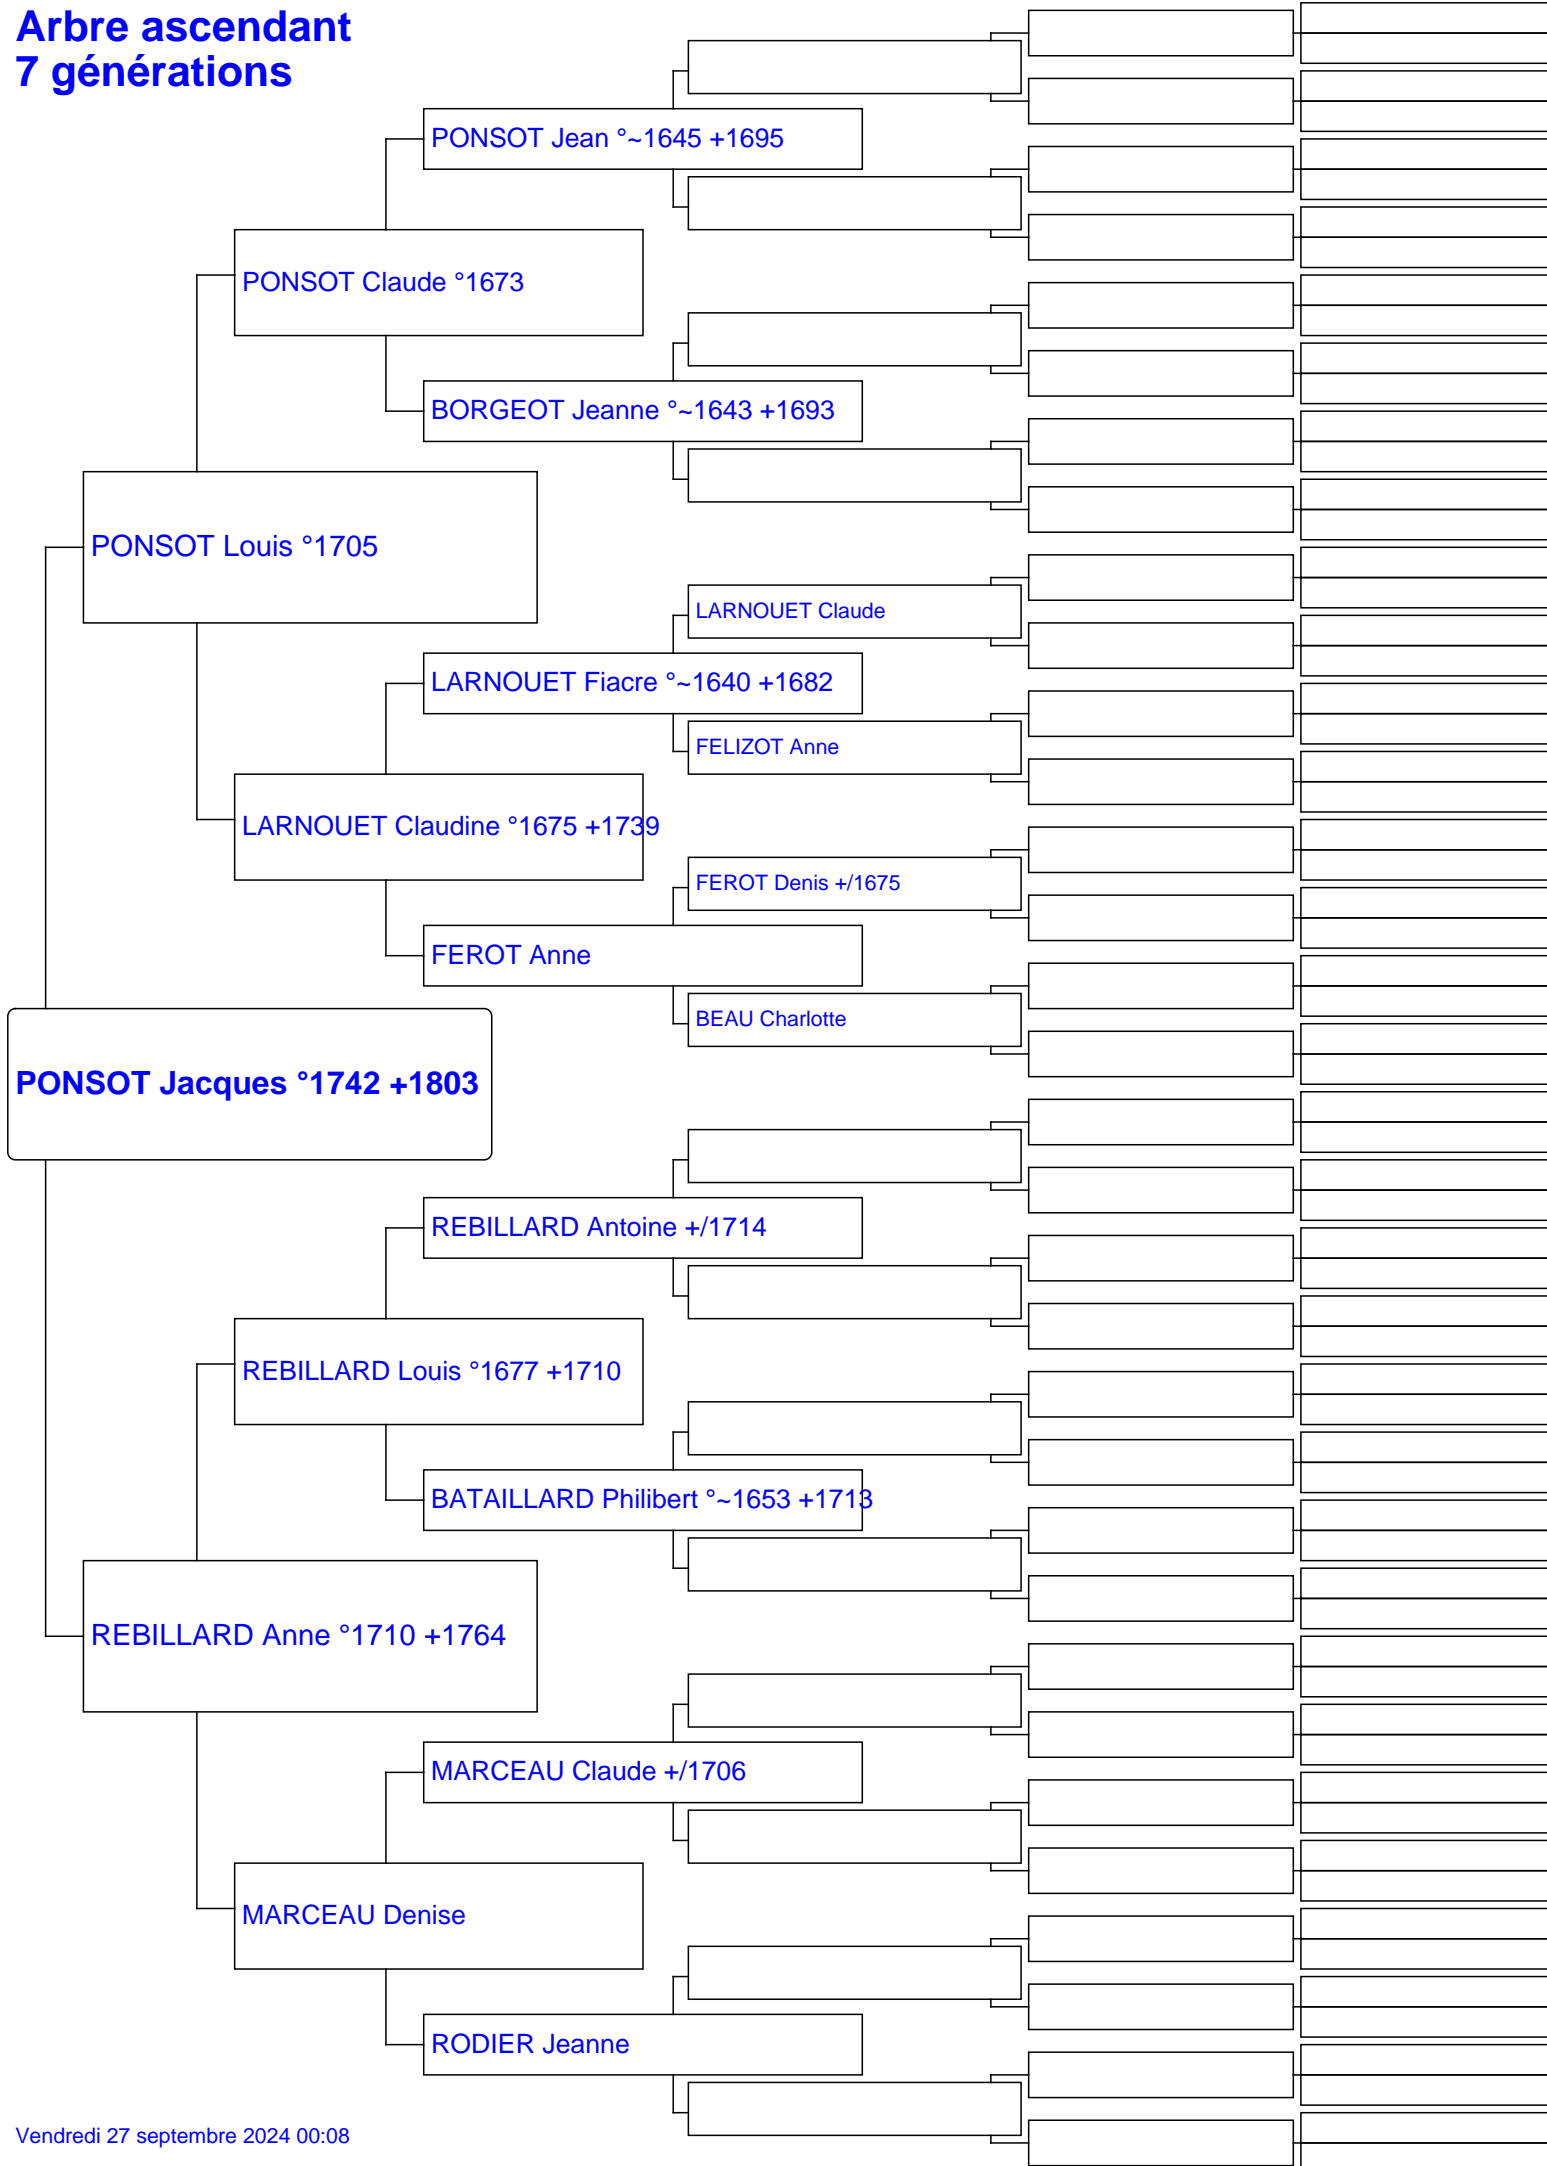 Arbre ascendant
7 générations
PONSOT Jean °~1645 +1695
PONSOT Claude °1673
BORGEOT Jeanne °~1643 +1693
PONSOT Louis °1705
LARNOUET Claude
LARNOUET Fiacre °~1640 +1682
FELIZOT Anne
LARNOUET Claudine °1675 +1739
FEROT Denis +/1675
FEROT Anne
BEAU Charlotte
PONSOT Jacques °1742 +1803
REBILLARD Antoine +/1714
REBILLARD Louis °1677 +1710
BATAILLARD Philibert °~1653 +1713
REBILLARD Anne °1710 +1764
MARCEAU Claude +/1706
MARCEAU Denise
RODIER Jeanne
Vendredi 27 septembre 2024 00:08